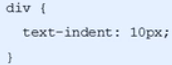 div {
  text-indent: 10px;
}